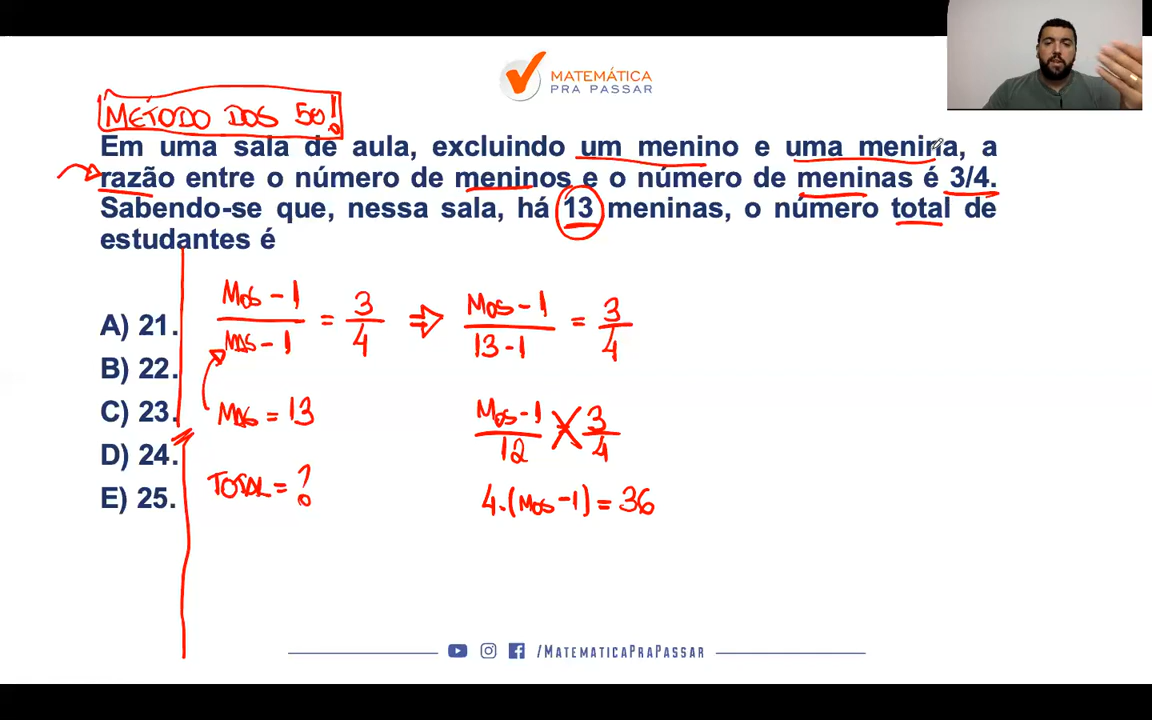 MATEMÁTICA
PRA PASSAR
MÉTODO DOS 50!
Em uma sala de aula, excluindo um menino e uma menina, a
razão entre o número de meninos e o número de meninas é 3/4.
Sabendo-se que, nessa sala, há 13 meninas, o número total de
estudantes é
A) 21.
B) 22.
C) 23.
D) 24.
E) 25.
Mos - 1 / Mas - 1 = 3/4 ⇒ Mos - 1 / 13 - 1 = 3/4
Mas = 13
Mos - 1 / 12 = 3/4
TOTAL = ?
4.(Mos - 1) = 36
/MATEMATICAPRAPASSAR